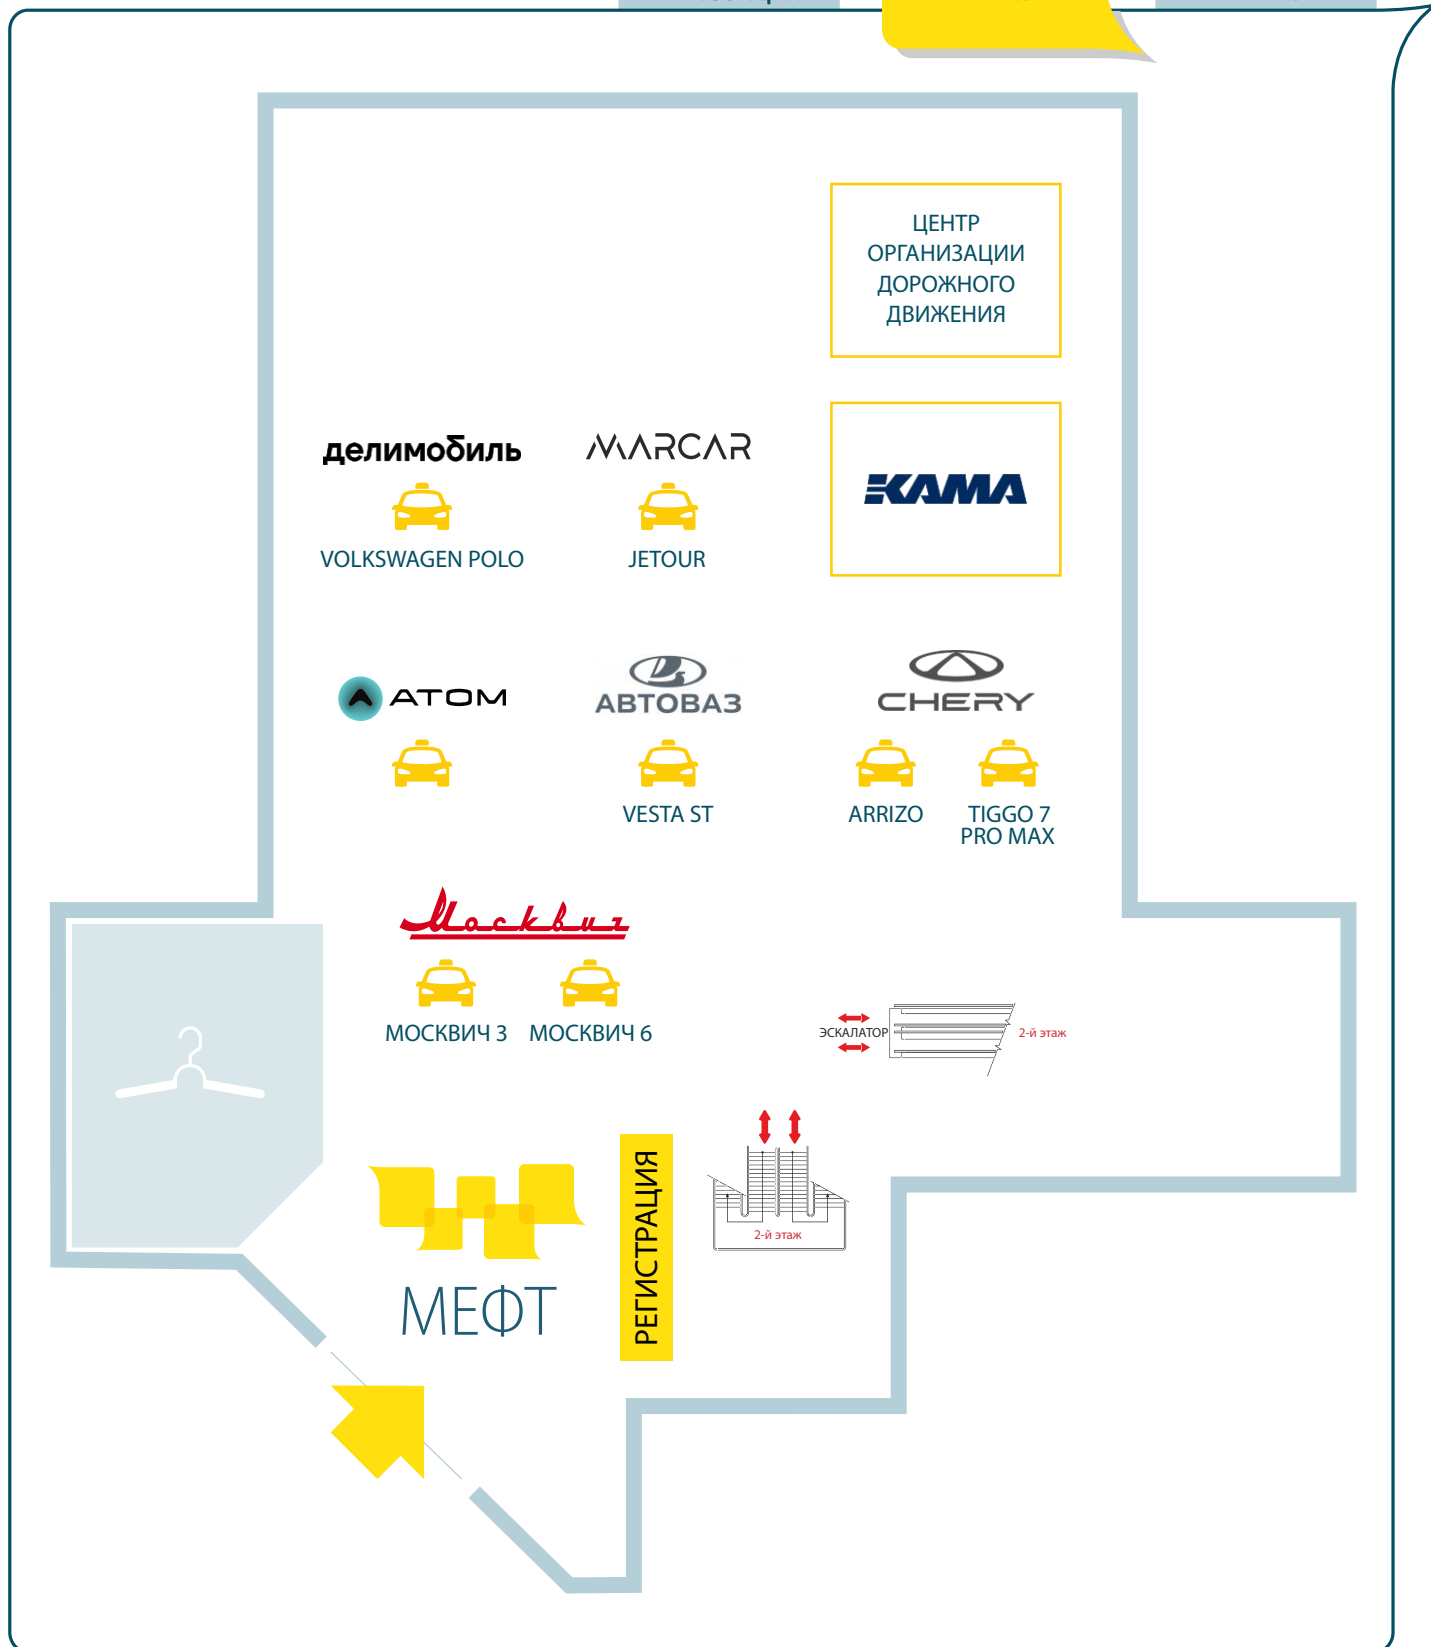 ЦЕНТР
ОРГАНИЗАЦИИ
ДОРОЖНОГО
ДВИЖЕНИЯ
делимобиль
MARCAR
КАМА
VOLKSWAGEN POLO
JETOUR
ATOM
АВТОВАЗ
CHERY
VESTA ST
ARRIZO
TIGGO 7
PRO MAX
Москвич
МОСКВИЧ 3
МОСКВИЧ 6
ЭСКАЛАТОР
2-й этаж
РЕГИСТРАЦИЯ
2-й этаж
МЕФТ